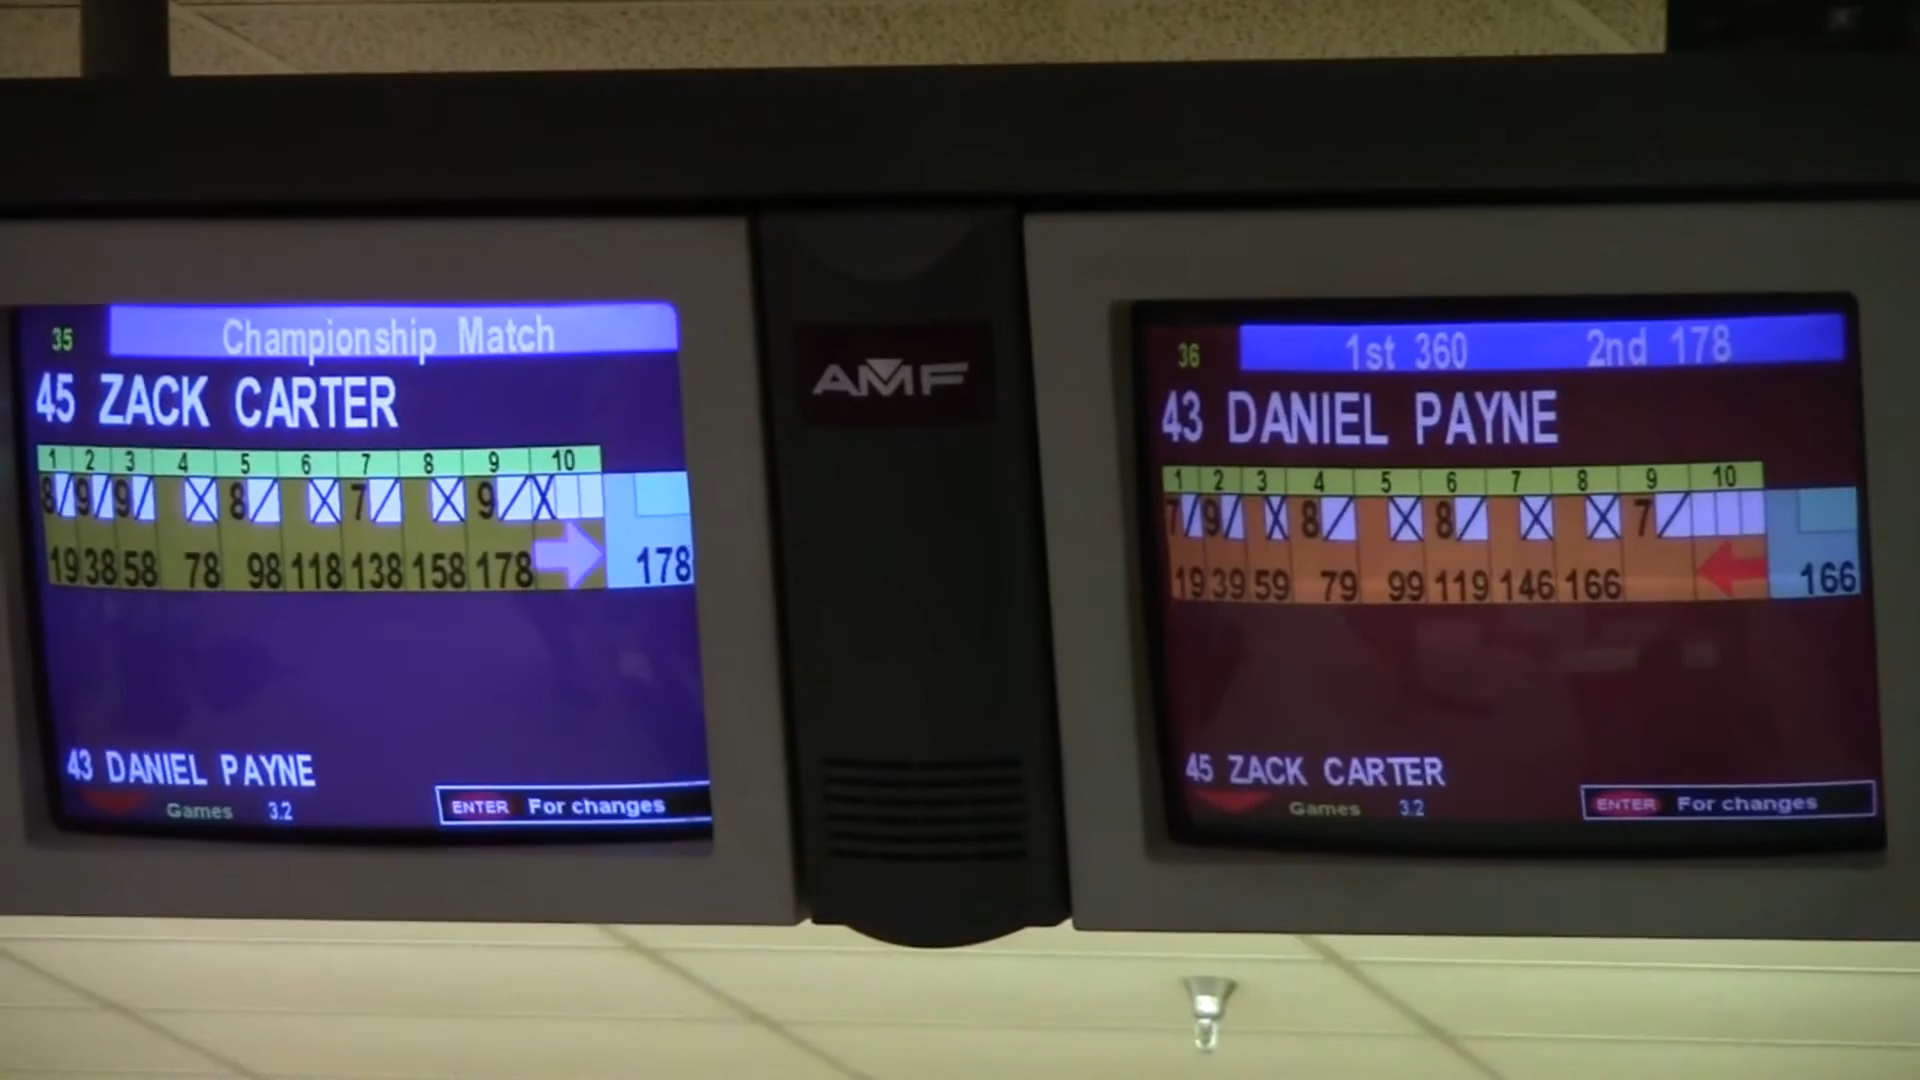 35 Championship Match
45 ZACK CARTER
1 2 3 4 5 6 7 8 9 10
8/ 9/ 9/ X 8/ X 7/ X 9/ X
19 38 58 78 98 118 138 158 178 178
43 DANIEL PAYNE
Games 3.2 ENTER For changes
AMF
36 1st 360 2nd 178
43 DANIEL PAYNE
1 2 3 4 5 6 7 8 9 10
7/ 9/ X 8/ X 8/ X X 7/
19 39 59 79 99 119 146 166 166
45 ZACK CARTER
Games 3.2 ENTER For changes